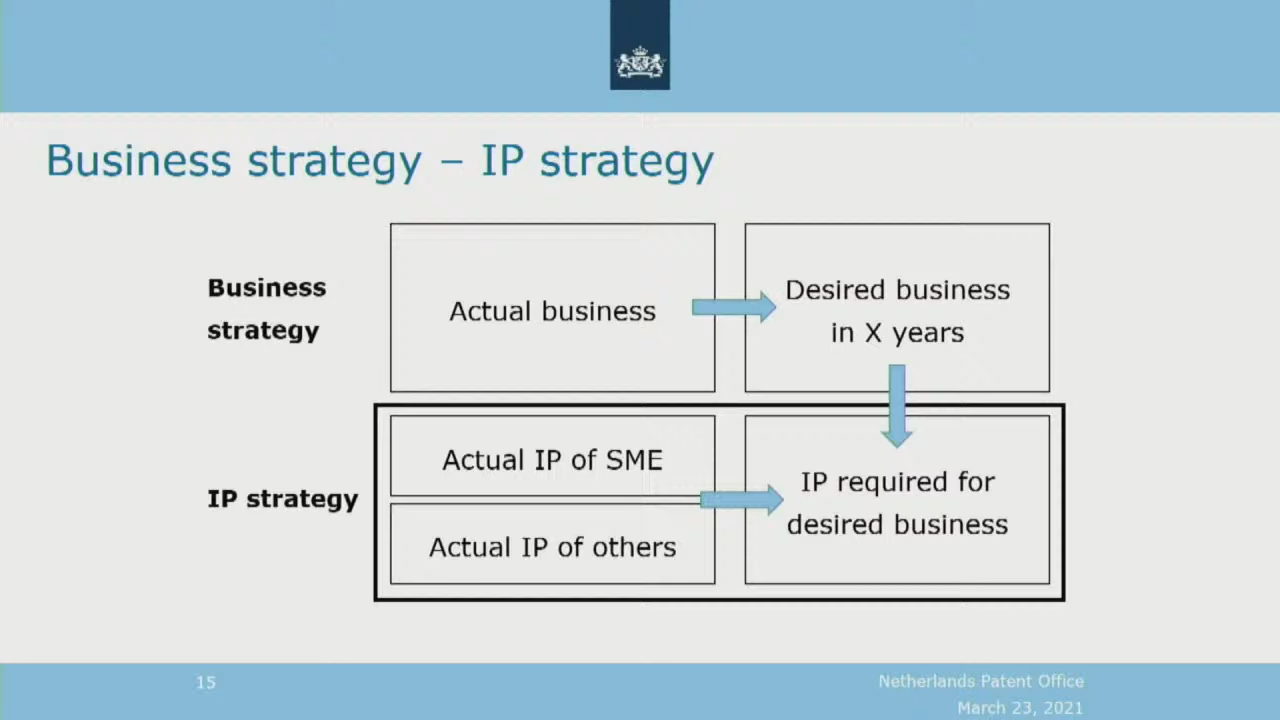 Business strategy – IP strategy
Business
strategy
Actual business
Desired business
in X years
IP strategy
Actual IP of SME
Actual IP of others
IP required for
desired business
15
Netherlands Patent Office
March 23, 2021